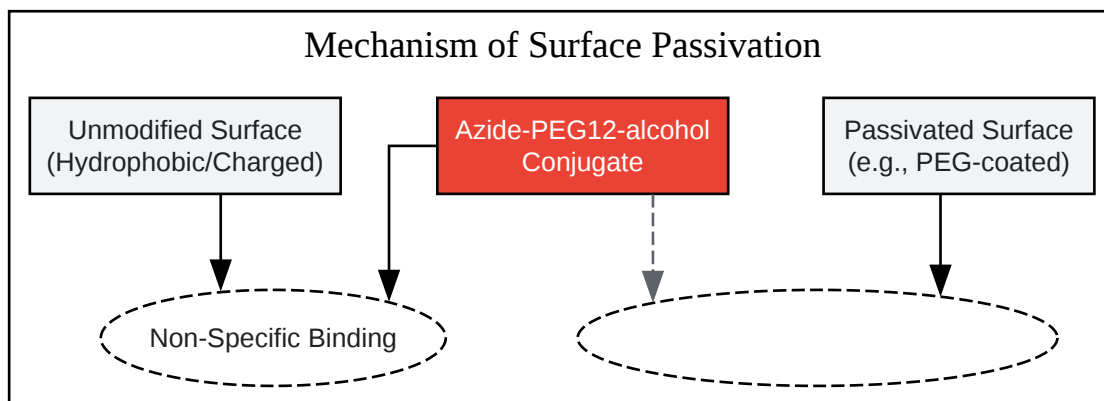 Mechanism of Surface Passivation
Unmodified Surface
(Hydrophobic/Charged)
Azide-PEG12-alcohol
Conjugate
Passivated Surface
(e.g., PEG-coated)
Non-Specific Binding